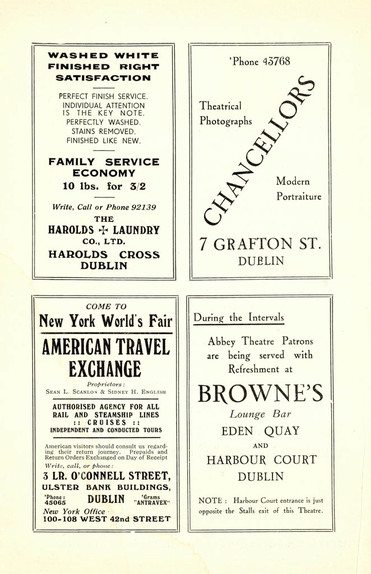 WASHED WHITE
FINISHED RIGHT
SATISFACTION
PERFECT FINISH SERVICE.
INDIVIDUAL ATTENTION
IS THE KEY NOTE.
PERFECTLY WASHED.
STAINS REMOVED.
FINISHED LIKE NEW.
FAMILY SERVICE
ECONOMY
10 lbs. for 3/2
Write, Call or Phone 92139
THE
HAROLDS ✠ LAUNDRY
CO., LTD.
HAROLDS CROSS
DUBLIN
'Phone 43768
Theatrical
Photographs
CHANCELLORS
Modern
Portraiture
7 GRAFTON ST.
DUBLIN
COME TO
New York World's Fair
AMERICAN TRAVEL
EXCHANGE
Proprietors:
SEAN L. SCANLON & SIDNEY H. ENGLISH
AUTHORISED AGENCY FOR ALL
RAIL AND STEAMSHIP LINES
:: CRUISES ::
INDEPENDENT AND CONDUCTED TOURS
American visitors should consult us regard-
ing their return journey. Prepaids and
Return Orders Exchanged on Day of Receipt
Write, call, or phone:
3 LR. O'CONNELL STREET,
ULSTER BANK BUILDINGS,
'Phone: DUBLIN 'Grams
45065 "ANTRAVEX"
New York Office
100-108 WEST 42nd STREET
During the Intervals
Abbey Theatre Patrons
are being served with
Refreshment at
BROWNE'S
Lounge Bar
EDEN QUAY
AND
HARBOUR COURT
DUBLIN
NOTE : Harbour Court entrance is just
opposite the Stalls exit of this Theatre.